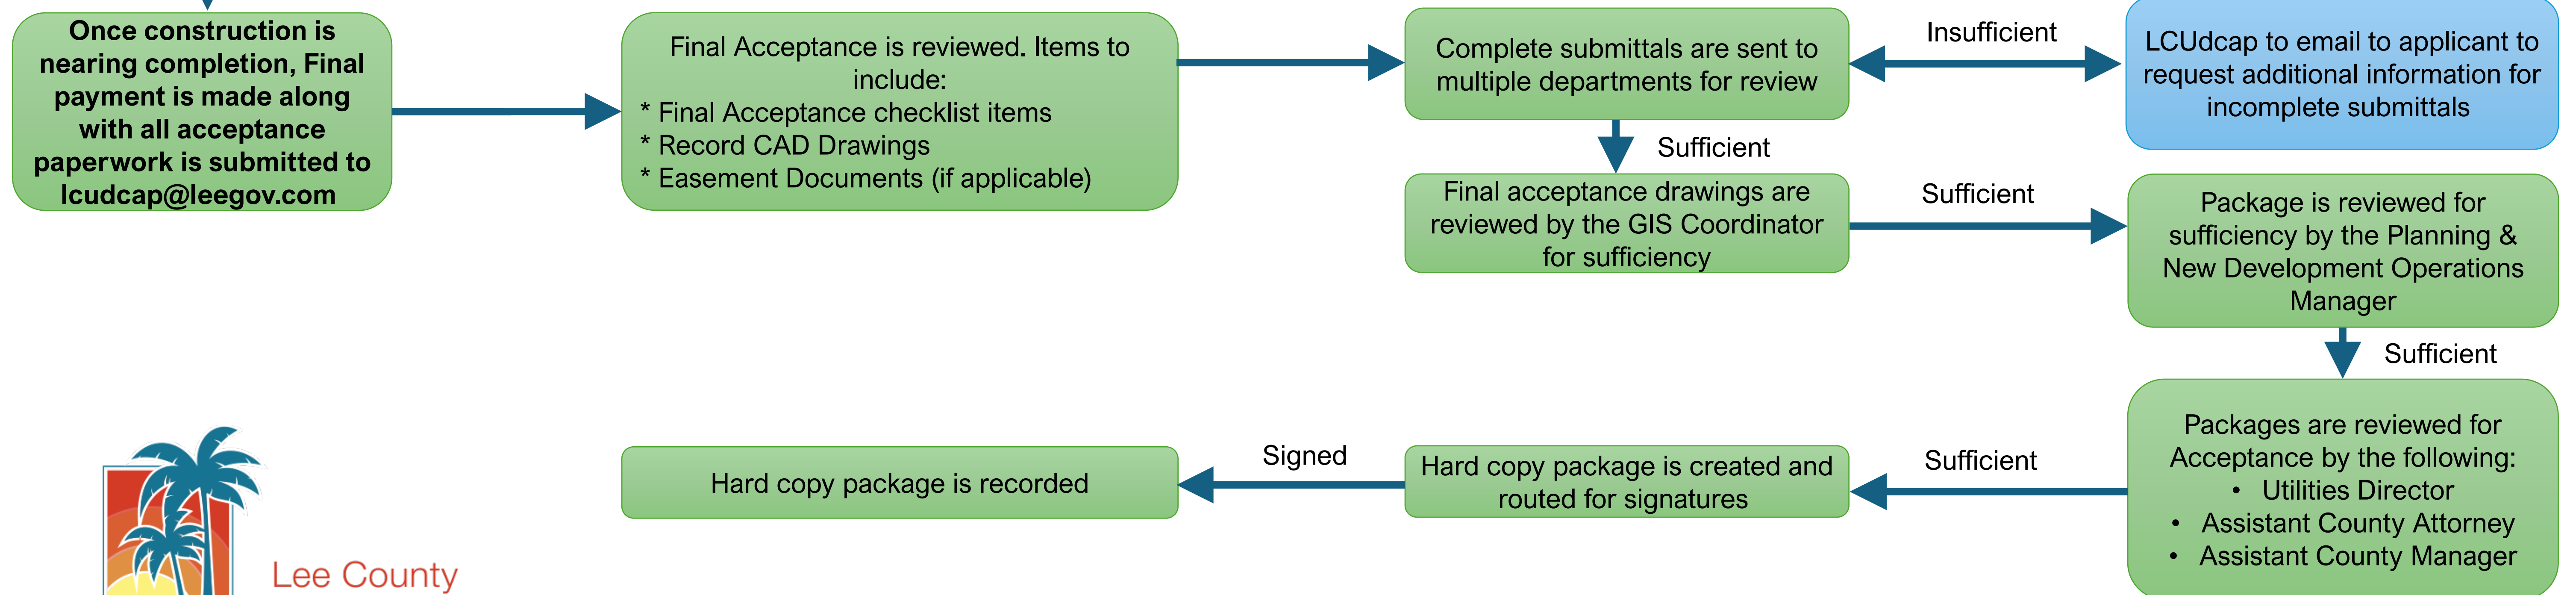 Once construction is
nearing completion, Final
payment is made along
with all acceptance
paperwork is submitted to
lcudcap@leegov.com
Final Acceptance is reviewed. Items to
include:
* Final Acceptance checklist items
* Record CAD Drawings
* Easement Documents (if applicable)
Complete submittals are sent to
multiple departments for review
Insufficient
LCUdcap to email to applicant to
request additional information for
incomplete submittals
Sufficient
Final acceptance drawings are
reviewed by the GIS Coordinator
for sufficiency
Sufficient
Package is reviewed for
sufficiency by the Planning &
New Development Operations
Manager
Sufficient
Packages are reviewed for
Acceptance by the following:
• Utilities Director
• Assistant County Attorney
• Assistant County Manager
Sufficient
Hard copy package is created and
routed for signatures
Signed
Hard copy package is recorded
Lee County